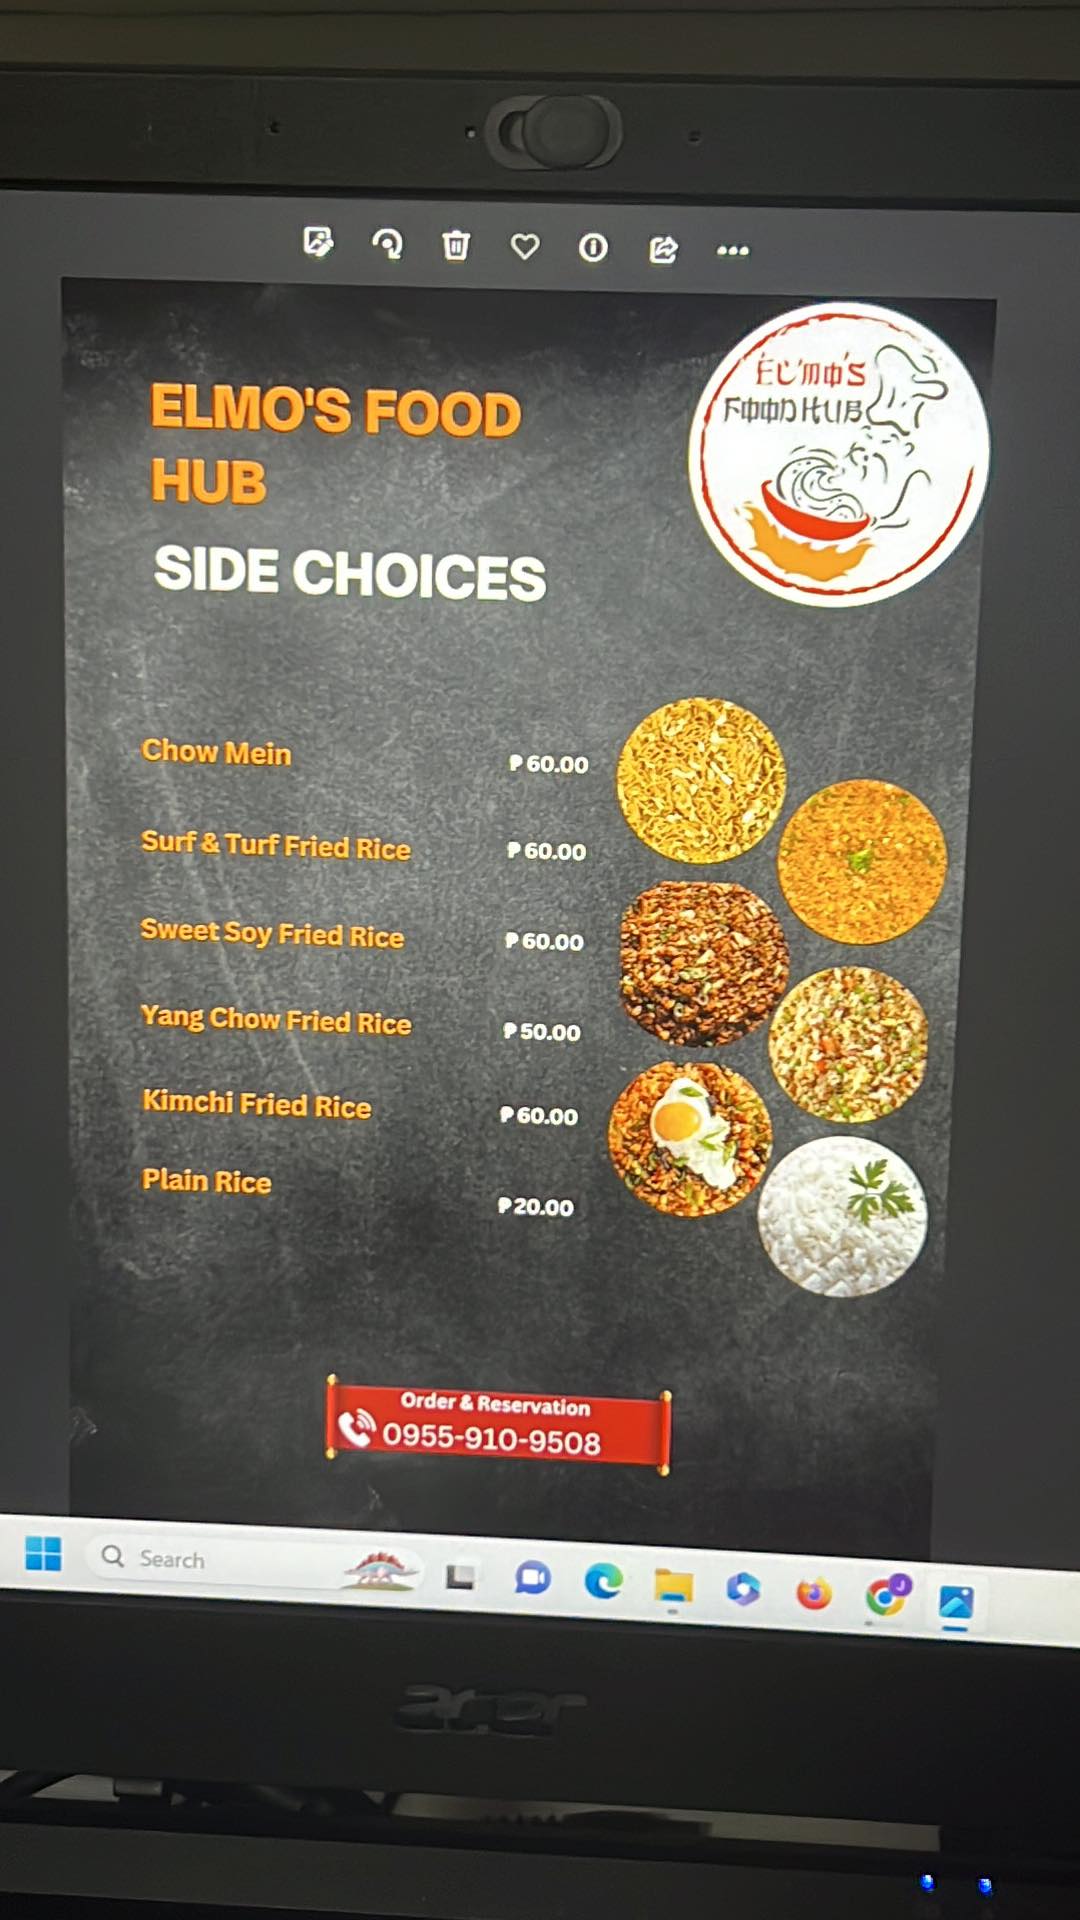 ELMO'S FOOD
HUB
EL'MO'S
FOOD HUB
SIDE CHOICES
Chow Mein ₱ 60.00
Surf & Turf Fried Rice ₱ 60.00
Sweet Soy Fried Rice ₱ 60.00
Yang Chow Fried Rice ₱ 50.00
Kimchi Fried Rice ₱ 60.00
Plain Rice ₱ 20.00
Order & Reservation
0955-910-9508
Search
J
acer